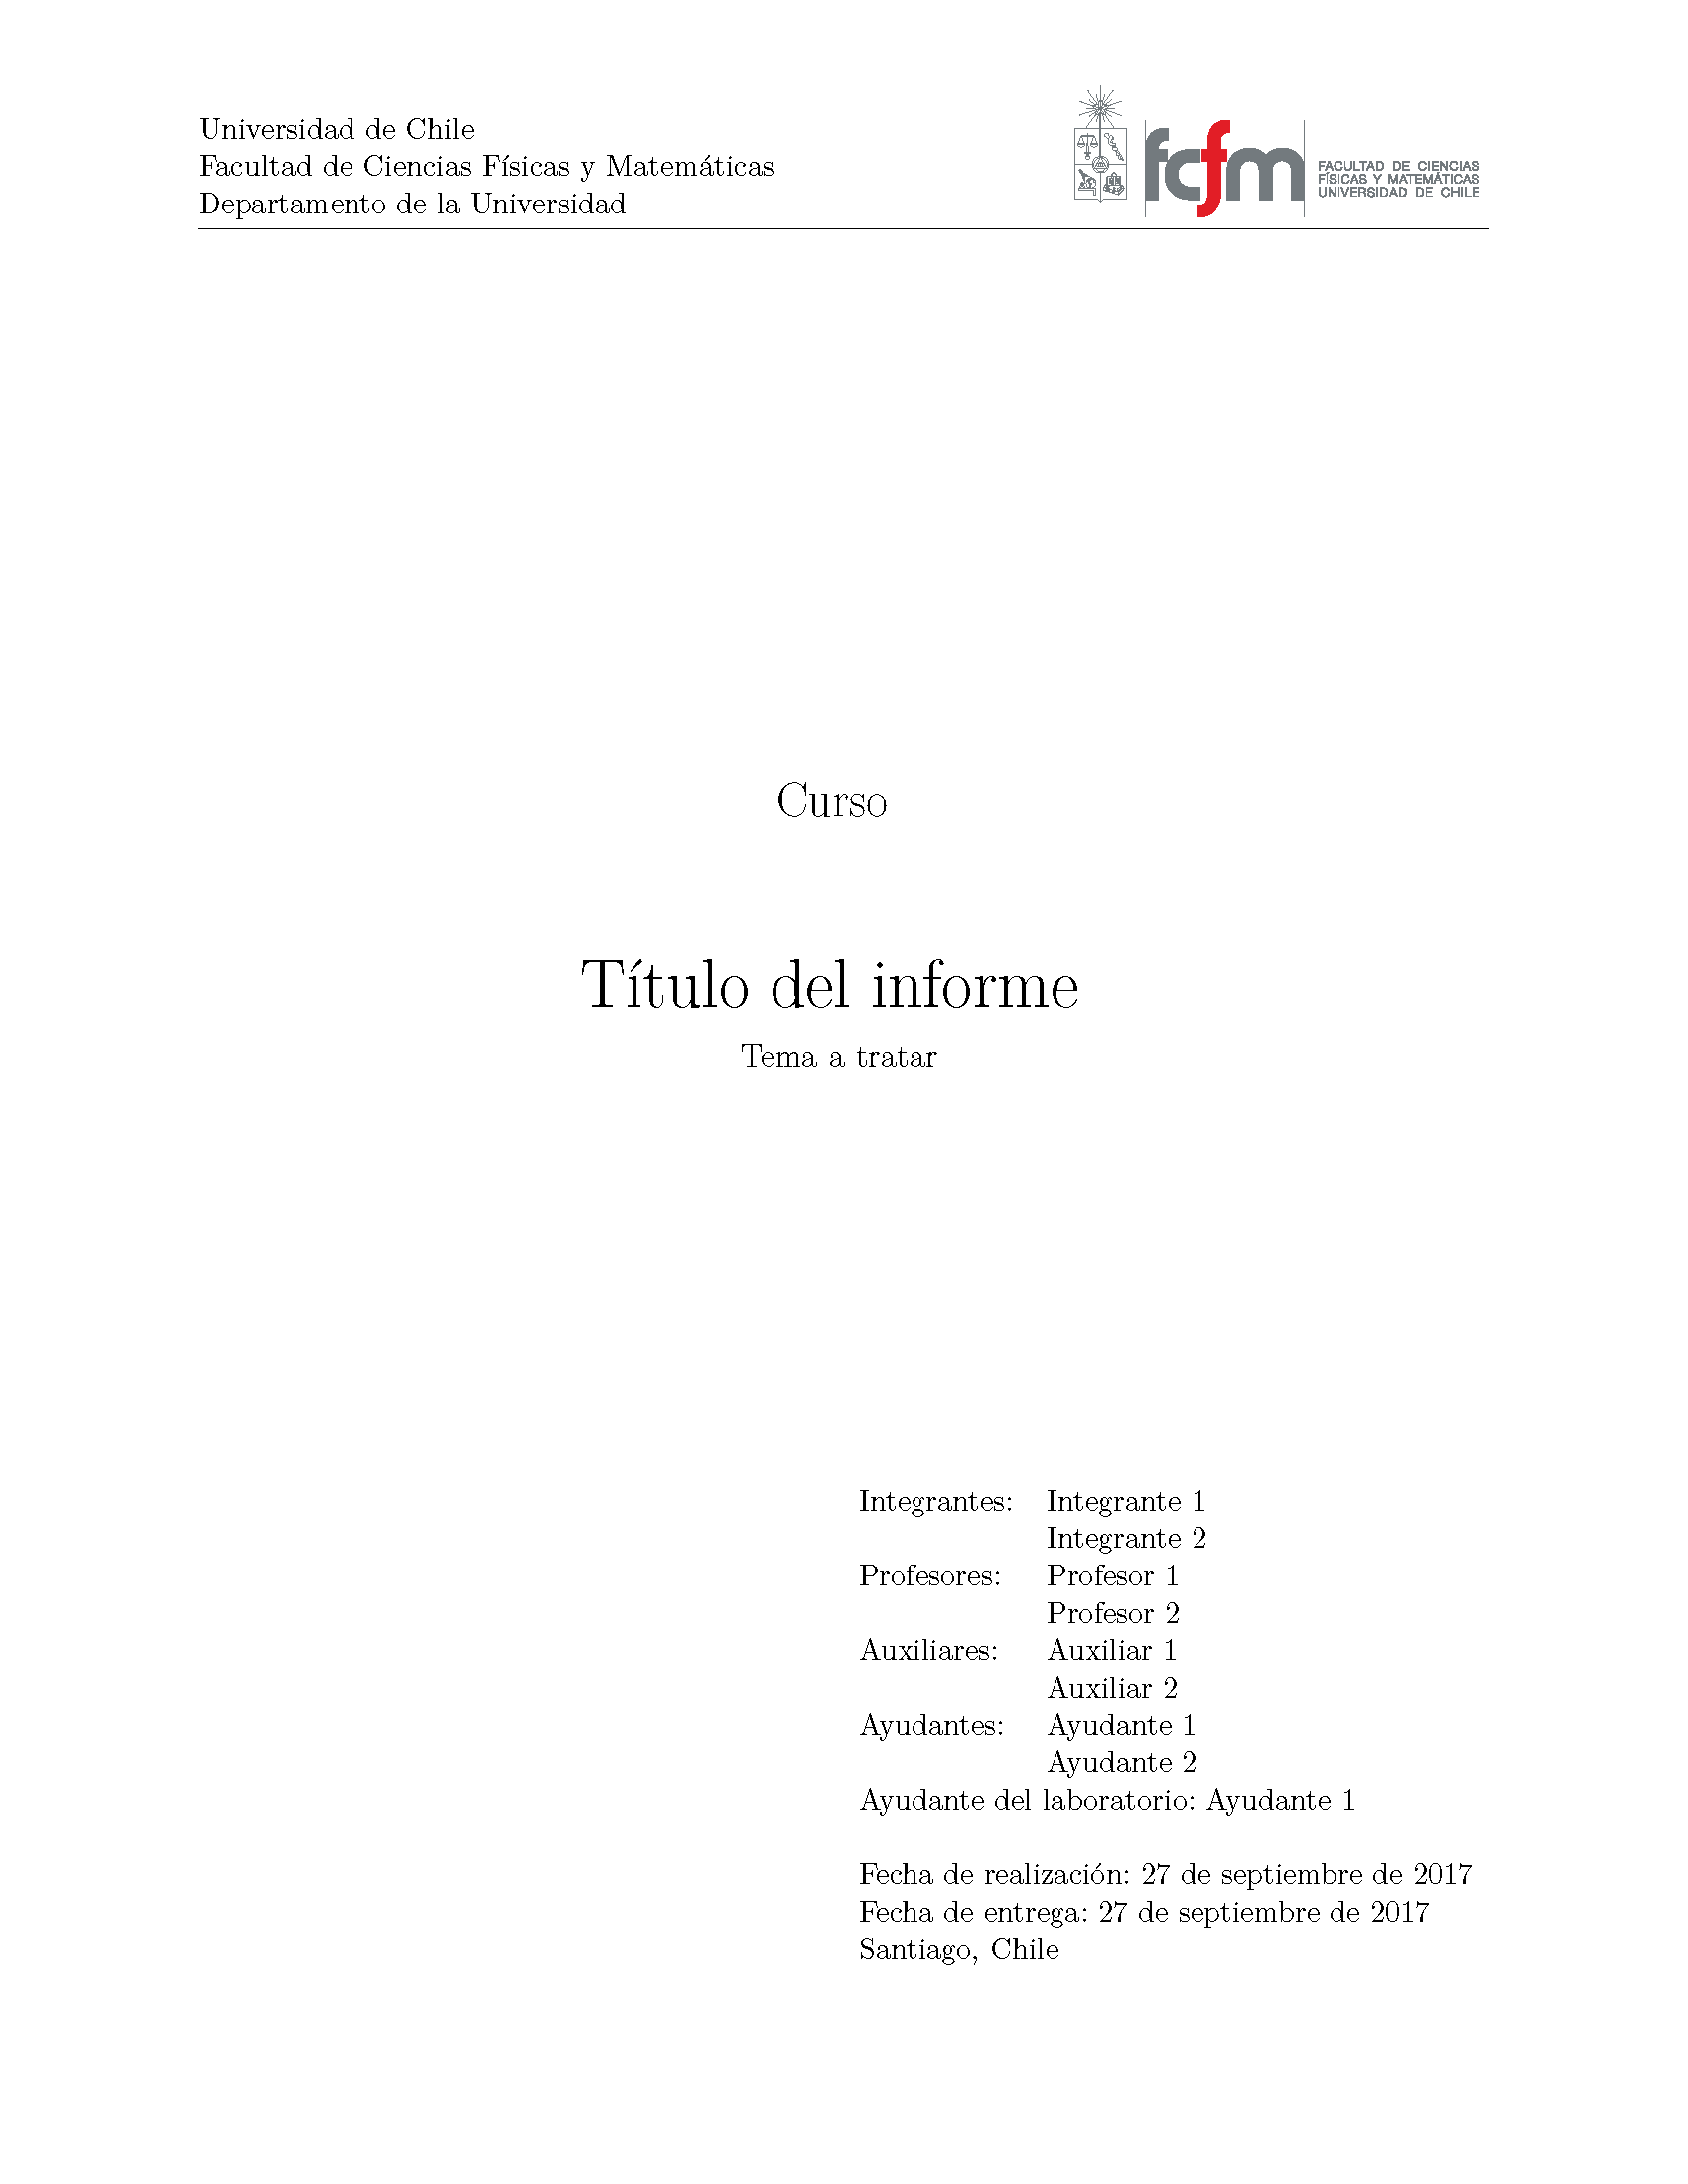 Universidad de Chile
Facultad de Ciencias Físicas y Matemáticas
Departamento de la Universidad
fcfm
FACULTAD DE CIENCIAS
FÍSICAS Y MATEMÁTICAS
UNIVERSIDAD DE CHILE
Curso
Título del informe
Tema a tratar
Integrantes: Integrante 1
Integrante 2
Profesores: Profesor 1
Profesor 2
Auxiliares: Auxiliar 1
Auxiliar 2
Ayudantes: Ayudante 1
Ayudante 2
Ayudante del laboratorio: Ayudante 1
Fecha de realización: 27 de septiembre de 2017
Fecha de entrega: 27 de septiembre de 2017
Santiago, Chile